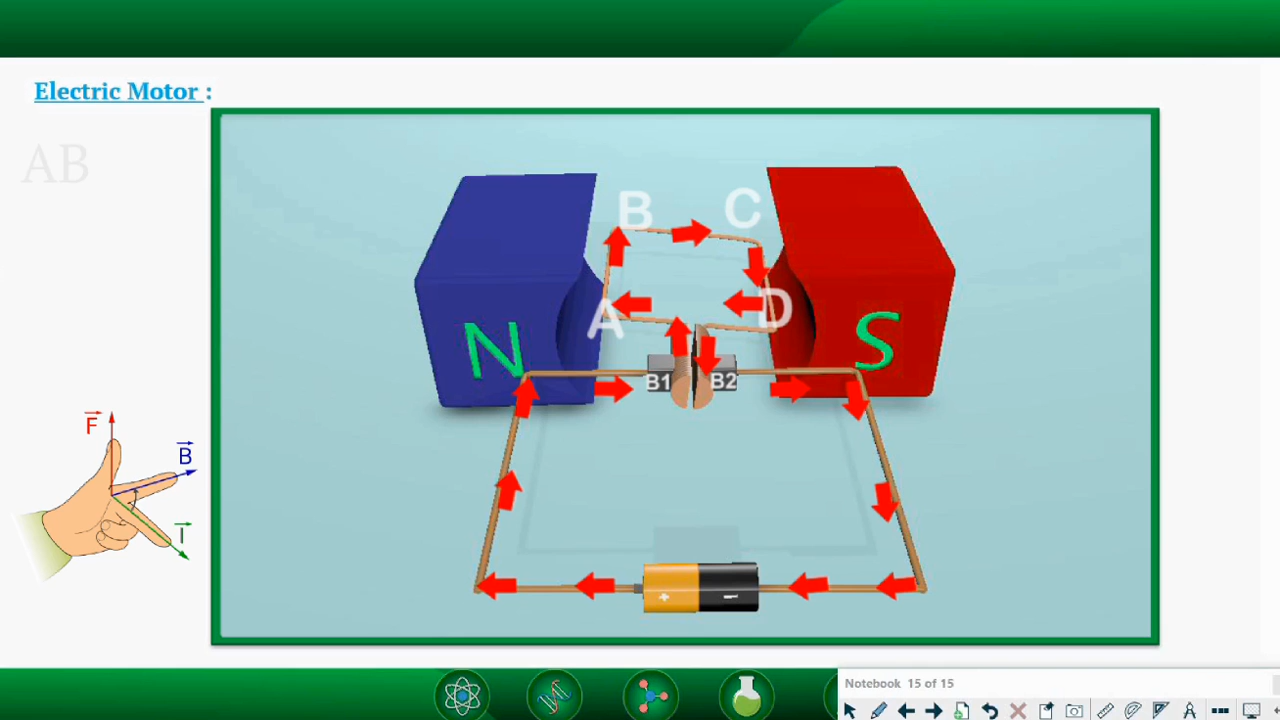 Electric Motor :
AB
B C
A D
N S
B1 B2
F
B
I
+ −
Notebook 15 of 15